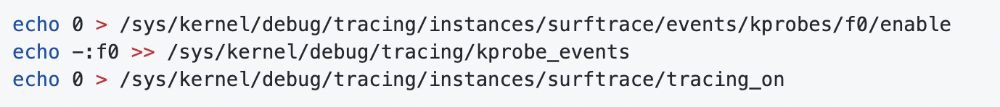 echo 0 > /sys/kernel/debug/tracing/instances/surftrace/events/kprobes/f0/enable
echo -:f0 >> /sys/kernel/debug/tracing/kprobe_events
echo 0 > /sys/kernel/debug/tracing/instances/surftrace/tracing_on